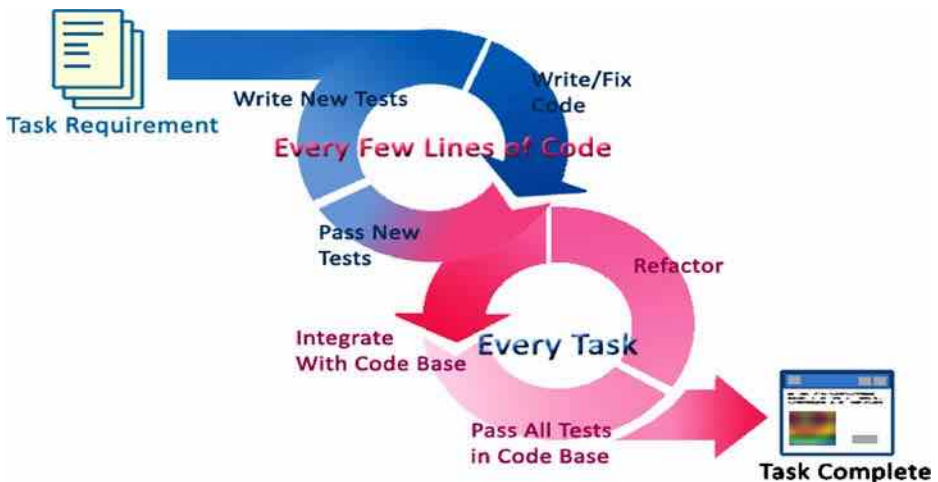 Task Requirement
Write New Tests
Write/Fix
Code
Every Few Lines of Code
Pass New
Tests
Refactor
Integrate
With Code Base
Every Task
Pass All Tests
in Code Base
Task Complete